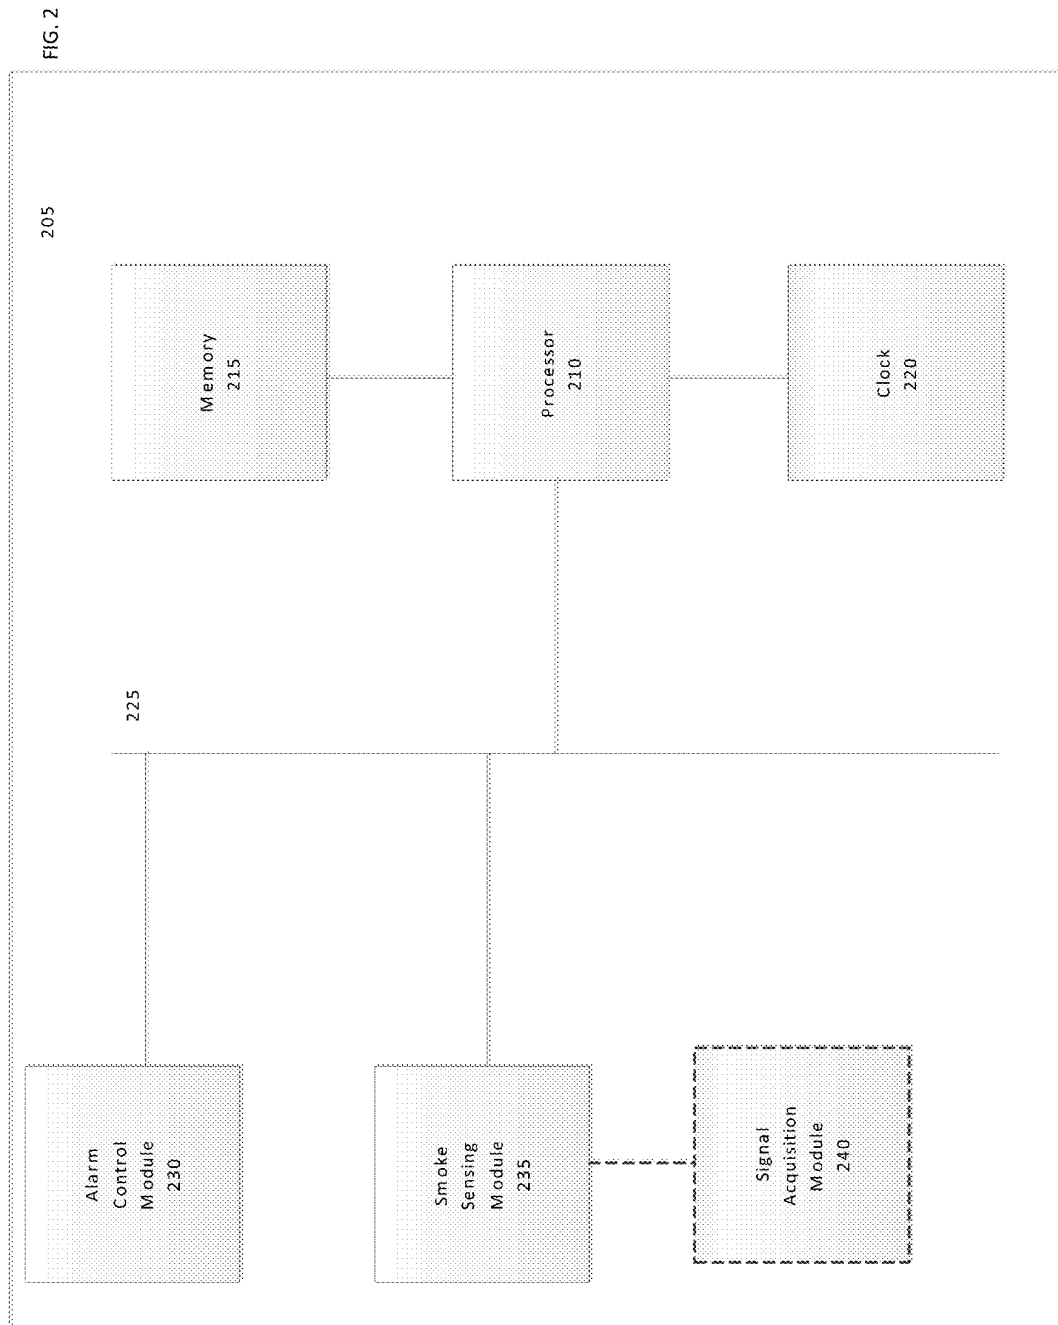 FIG. 2
205
Memory
215
Processor
210
Clock
220
225
Alarm
Control
Module
230
Smoke
Sensing
Module
235
Signal
Acquisition
Module
240